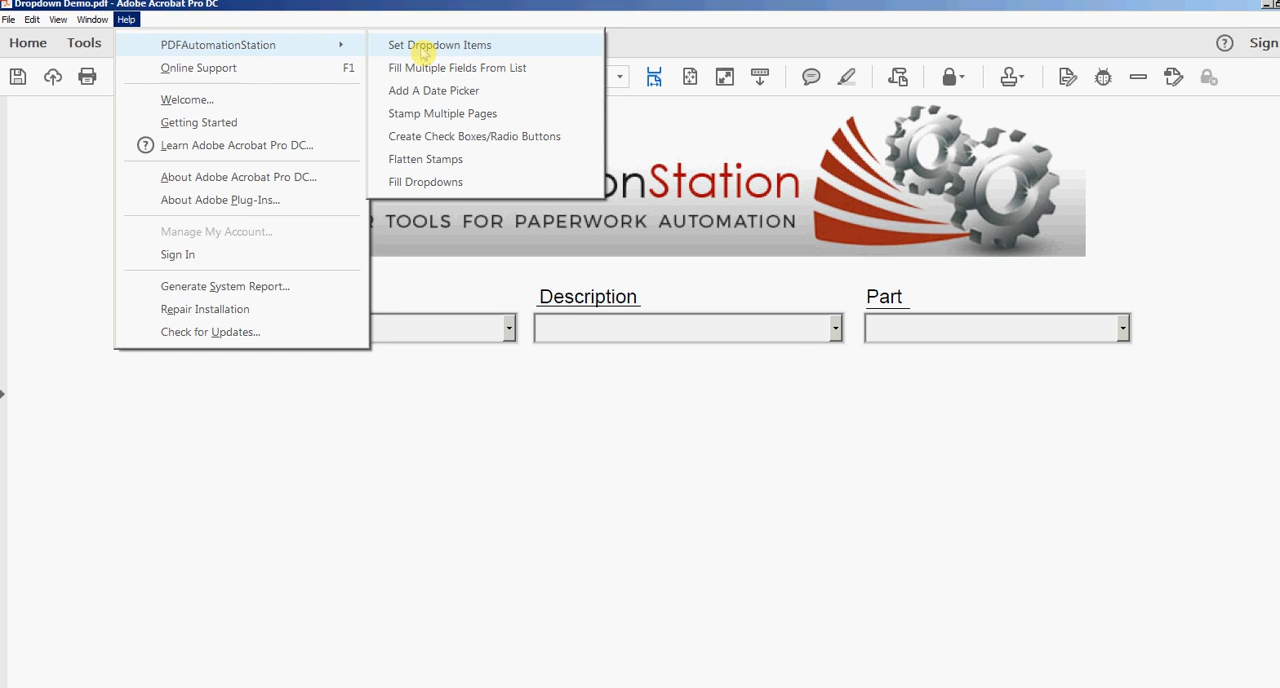 Dropdown Demo.pdf - Adobe Acrobat Pro DC
File Edit View Window Help
Home Tools
Sign
PDFAutomationStation
Online Support F1
Welcome...
Getting Started
Learn Adobe Acrobat Pro DC...
About Adobe Acrobat Pro DC...
About Adobe Plug-Ins...
Manage My Account...
Sign In
Generate System Report...
Repair Installation
Check for Updates...
Set Dropdown Items
Fill Multiple Fields From List
Add A Date Picker
Stamp Multiple Pages
Create Check Boxes/Radio Buttons
Flatten Stamps
Fill Dropdowns
onStation
TOOLS FOR PAPERWORK AUTOMATION
Description Part